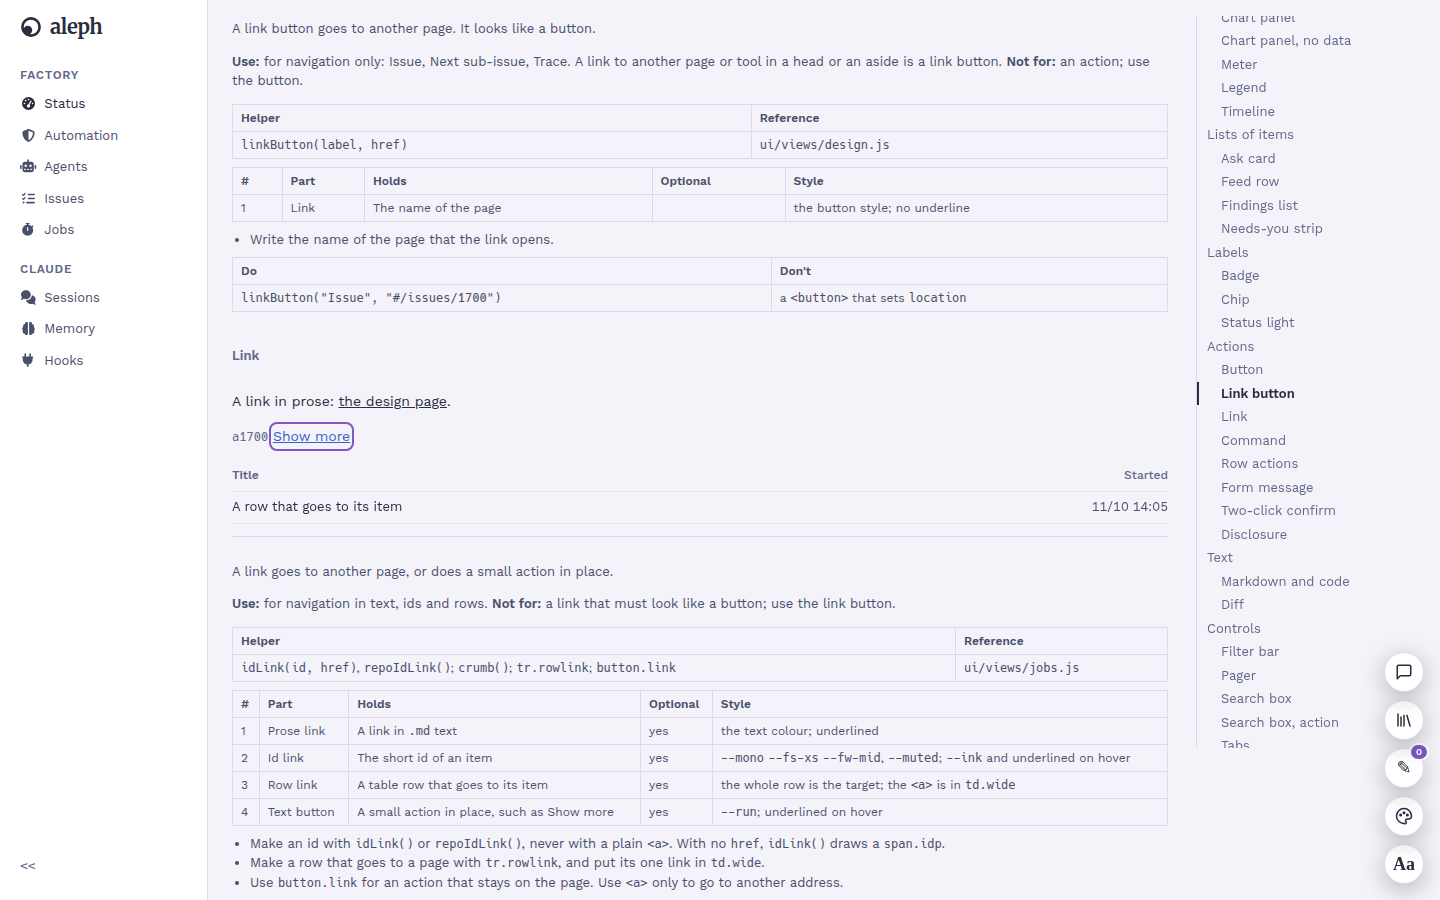 aleph
FACTORY
Status
Automation
Agents
Issues
Jobs
CLAUDE
Sessions
Memory
Hooks
<<
A link button goes to another page. It looks like a button.
Use: for navigation only: Issue, Next sub-issue, Trace. A link to another page or tool in a head or an aside is a link button. Not for: an action; use
the button.
Helper Reference
linkButton(label, href) ui/views/design.js
# Part Holds Optional Style
1 Link The name of the page the button style; no underline
• Write the name of the page that the link opens.
Do Don't
linkButton("Issue", "#/issues/1700") a <button> that sets location
Link
A link in prose: the design page.
a1700 Show more
Title Started
A row that goes to its item 11/10 14:05
A link goes to another page, or does a small action in place.
Use: for navigation in text, ids and rows. Not for: a link that must look like a button; use the link button.
Helper Reference
idLink(id, href), repoIdLink(); crumb(); tr.rowlink; button.link ui/views/jobs.js
# Part Holds Optional Style
1 Prose link A link in .md text yes the text colour; underlined
2 Id link The short id of an item yes --mono --fs-xs --fw-mid, --muted; --ink and underlined on hover
3 Row link A table row that goes to its item yes the whole row is the target; the <a> is in td.wide
4 Text button A small action in place, such as Show more yes --run; underlined on hover
• Make an id with idLink() or repoIdLink(), never with a plain <a>. With no href, idLink() draws a span.idp.
• Make a row that goes to a page with tr.rowlink, and put its one link in td.wide.
• Use button.link for an action that stays on the page. Use <a> only to go to another address.
Chart panel
Chart panel, no data
Meter
Legend
Timeline
Lists of items
Ask card
Feed row
Findings list
Needs-you strip
Labels
Badge
Chip
Status light
Actions
Button
Link button
Link
Command
Row actions
Form message
Two-click confirm
Disclosure
Text
Markdown and code
Diff
Controls
Filter bar
Pager
Search box
Search box, action
Tabs
0
Aa